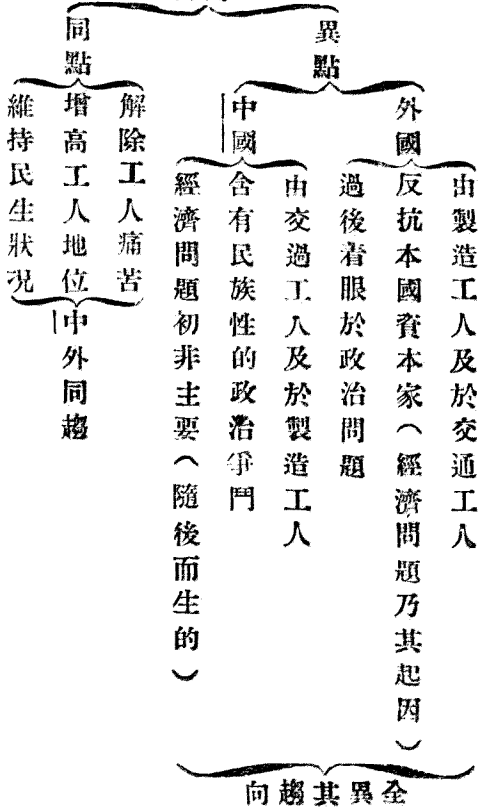 異點
外國
由製造工人及於交通工人
反抗本國資本家（經濟問題乃其起因）
過後着眼於政治問題
中國
由交過工人及於製造工人
含有民族性的政治爭鬥
經濟問題初非主要（隨後而生的）
全異其趨向
同點
解除工人痛苦
增高工人地位
維持民生狀况
中外同趨